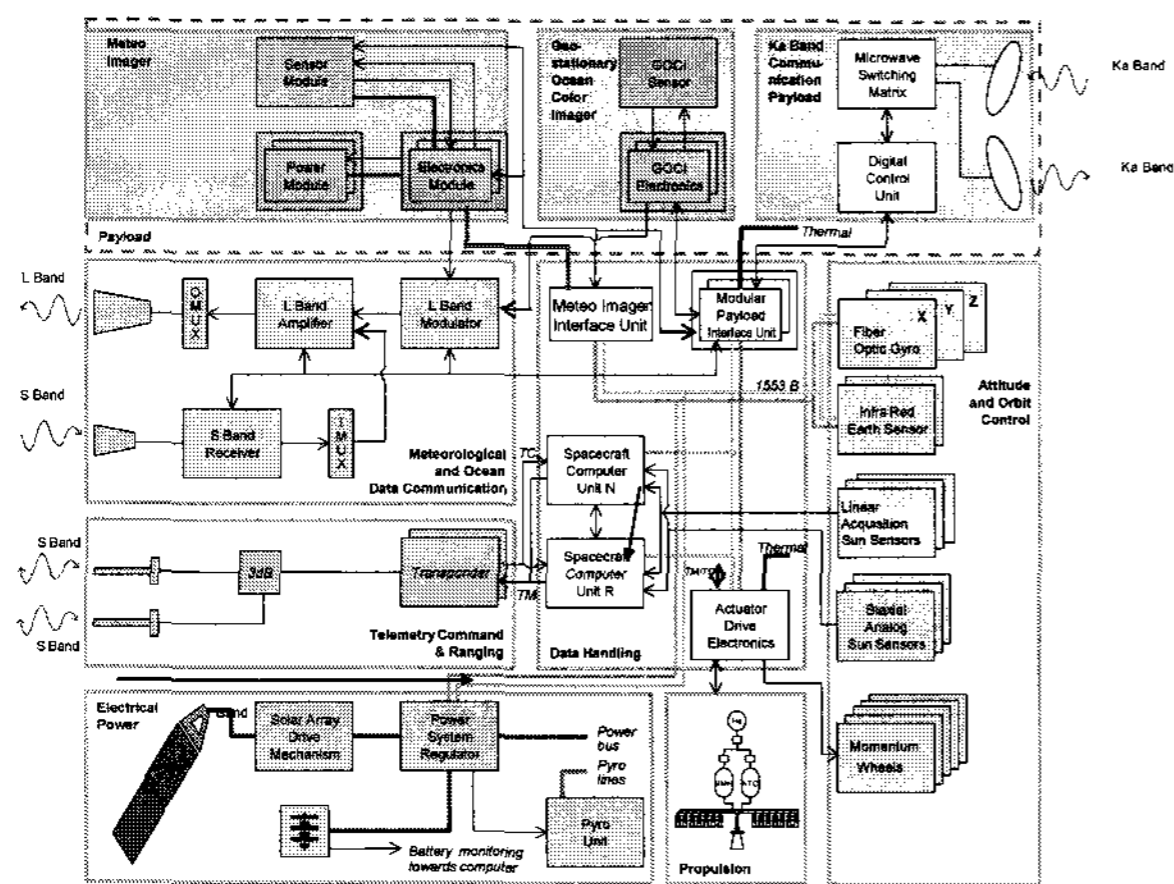 Meteo
Imager
Sensor
Module
Power
Module
Electronics
Module
Payload
Geo-
stationary
Ocean
Color
Imager
GOCI
Sensor
GOCI
Electronics
Ka Band
Commu-
nication
Payload
Microwave
Switching
Matrix
Digital
Control
Unit
Ka Band
Ka Band
Thermal
L Band
OMUX
L Band
Amplifier
L Band
Modulator
S Band
S Band
Receiver
IMUX
Meteorological
and Ocean
Data Communication
Meteo Imager
Interface Unit
Modular
Payload
Interface Unit
1553 B
TC
Spacecraft
Computer
Unit N
Spacecraft
Computer
Unit R
TM
Data Handling
Thermal
Actuator
Drive
Electronics
X
Y
Z
Fiber
Optic Gyro
Infra Red
Earth Sensor
Attitude
and Orbit
Control
Linear
Acquisition
Sun Sensors
Biaxial
Analog
Sun Sensors
Momentum
Wheels
S Band
S Band
3dB
Transponder
Telemetry Command
& Ranging
Electrical
Power
Band
Solar Array
Drive
Mechanism
Power
System
Regulator
Power
bus
Pyro
lines
Pyro
Unit
Battery monitoring
towards computer
Propulsion